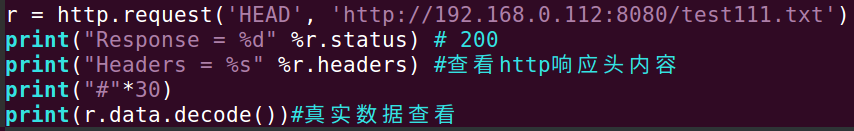 r = http.request('HEAD', 'http://192.168.0.112:8080/test111.txt')
print("Response = %d" %r.status) # 200
print("Headers = %s" %r.headers) #查看http响应头内容
print("#"*30)
print(r.data.decode())#真实数据查看